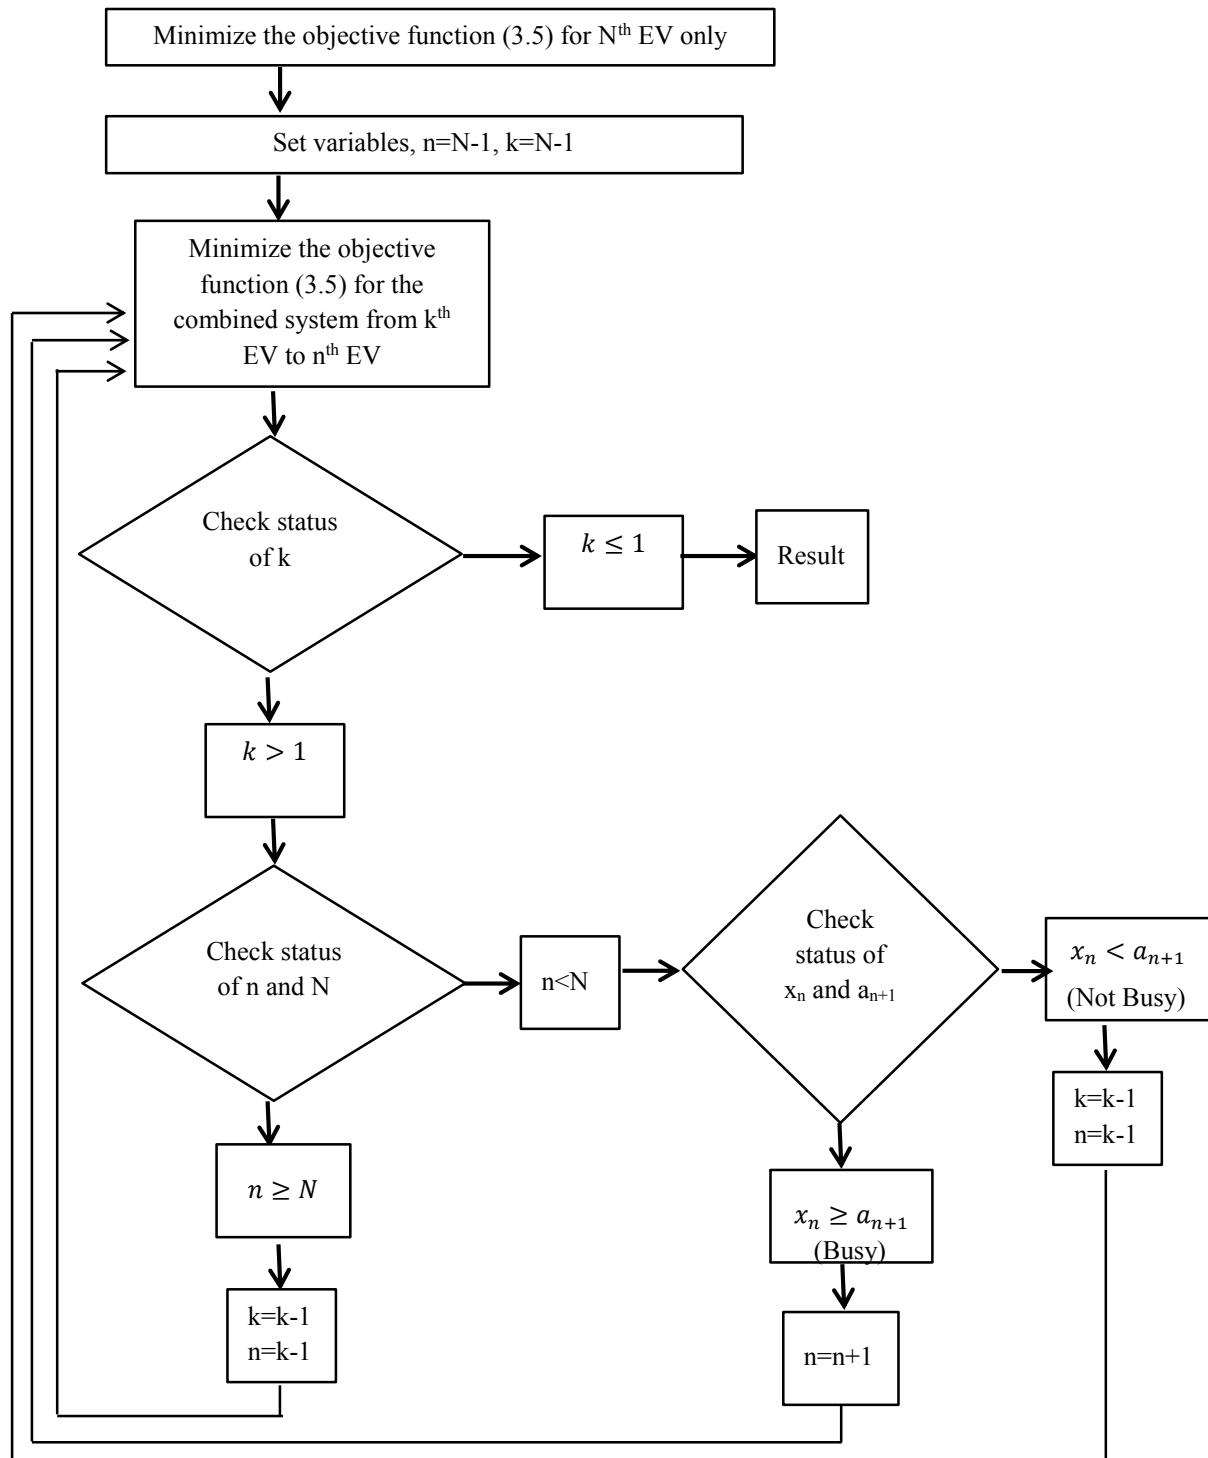 Minimize the objective function (3.5) for Nth EV only
Set variables, n=N-1, k=N-1
Minimize the objective
function (3.5) for the
combined system from kth
EV to nth EV
Check status
of k
k ≤ 1
Result
k > 1
Check status
of n and N
n<N
Check
status of
xn and an+1
xn < an+1
(Not Busy)
k=k-1
n=k-1
n ≥ N
xn ≥ an+1
(Busy)
k=k-1
n=k-1
n=n+1